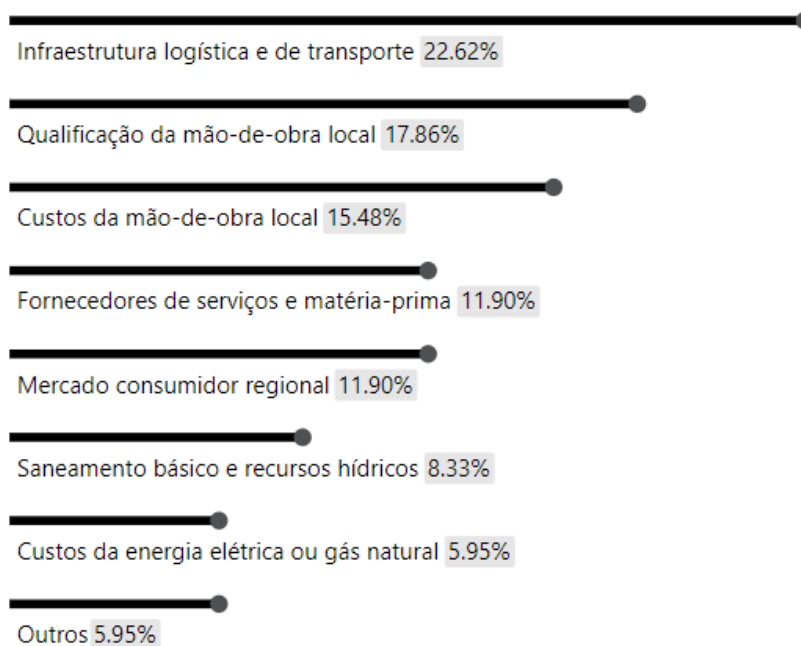 Infraestrutura logística e de transporte 22.62%
Qualificação da mão-de-obra local 17.86%
Custos da mão-de-obra local 15.48%
Fornecedores de serviços e matéria-prima 11.90%
Mercado consumidor regional 11.90%
Saneamento básico e recursos hídricos 8.33%
Custos da energia elétrica ou gás natural 5.95%
Outros 5.95%